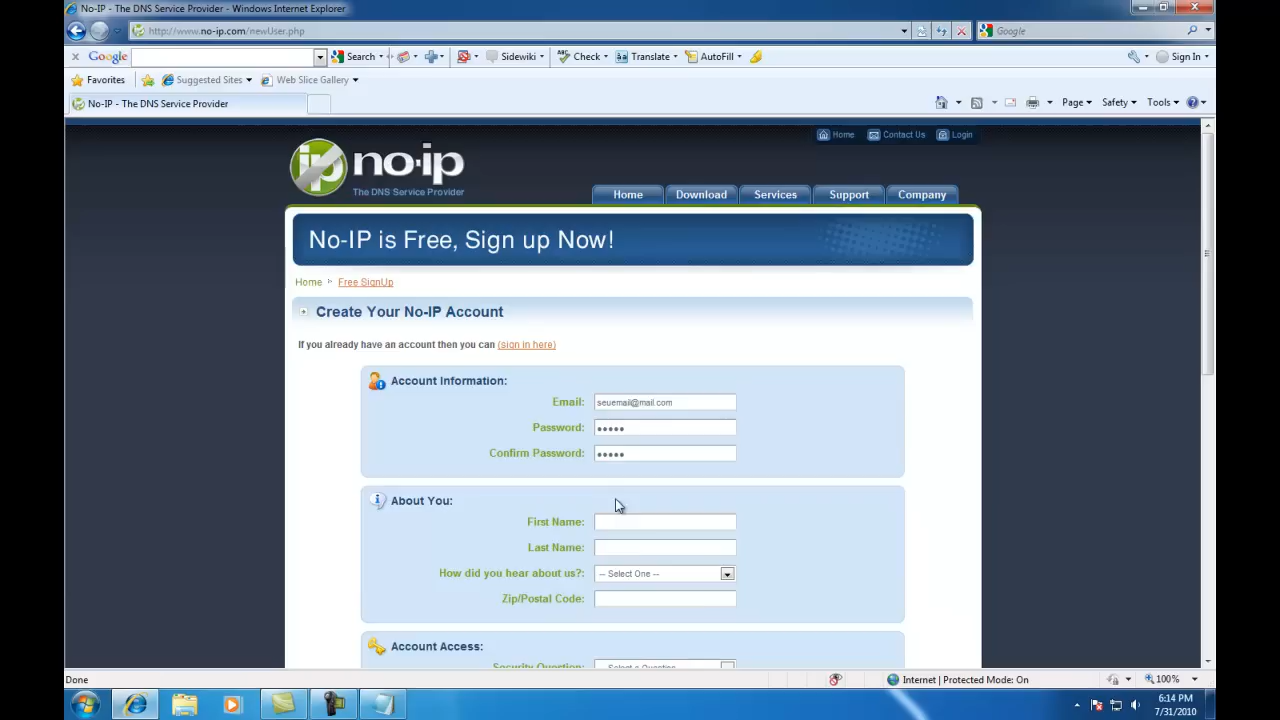 No-IP - The DNS Service Provider - Windows Internet Explorer
http://www.no-ip.com/newUser.php
Google
Google
Search
Sidewiki
Check
Translate
AutoFill
Sign In
Favorites
Suggested Sites
Web Slice Gallery
No-IP - The DNS Service Provider
Page
Safety
Tools
Home
Contact Us
Login
ip no·ip
The DNS Service Provider
Home
Download
Services
Support
Company
No-IP is Free, Sign up Now!
Home
Free SignUp
Create Your No-IP Account
If you already have an account then you can (sign in here)
Account Information:
Email: seuemail@mail.com
Password: •••••
Confirm Password: •••••
About You:
First Name:
Last Name:
How did you hear about us?: -- Select One --
Zip/Postal Code:
Account Access:
Security Question: -- Select a Question
Done
Internet | Protected Mode: On
100%
6:14 PM
7/31/2010